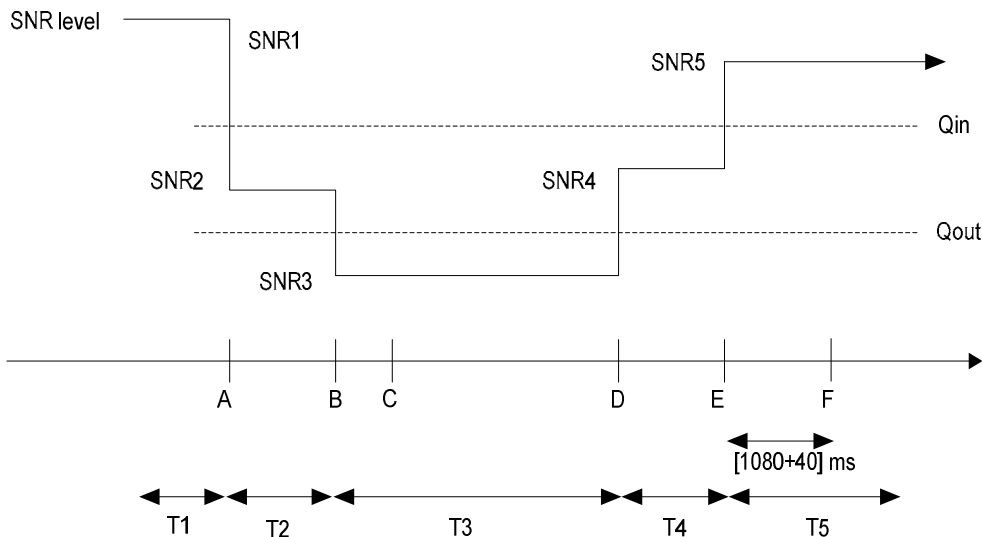 SNR level
SNR1
SNR5
Qin
SNR2
SNR4
Qout
SNR3
A
B
C
D
E
F
[1080+40] ms
T1
T2
T3
T4
T5